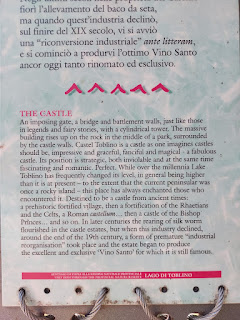 fiorì l'allevamento del baco da seta,
ma quando quest'industria declinò,
sul finire del XIX secolo, vi si avviò
una "riconversione industriale" ante litteram,
e si cominciò a produrvi l'ottimo Vino Santo
ancor oggi tanto rinomato ed esclusivo.
THE CASTLE
An imposing gate, a bridge and battlement walls, just like those
in legends and fairy stories, with a cylindrical tower. The massive
building rises up on the rock in the middle of a park, surrounded
by the castle walls. Castel Toblino is a castle as one imagines castles
should be: impressive and graceful, fanciful and magical - a fabulous
castle. Its position is strategic, both inviolable and at the same time
fascinating and romantic. Perfect. While over the millennia Lake
Toblino has frequently changed its level, in general being higher
than it is at present – to the extent that the current peninsular was
once a rocky island – this place has always enchanted those who
encountered it. Destined to be a castle from ancient times:
a prehistoric fortified village, then a fortification of the Rhaetians
and the Celts, a Roman castellum… then a castle of the Bishop
Princes… and so on. In later centuries the rearing of silk worm
flourished in the castle estates, but when this industry declined,
around the end of the 19th century, a form of premature "industrial
reorganisation" took place and the estate began to produce
the excellent and exclusive 'Vino Santo' for which it is still famous.
LAGO DI TOBLINO